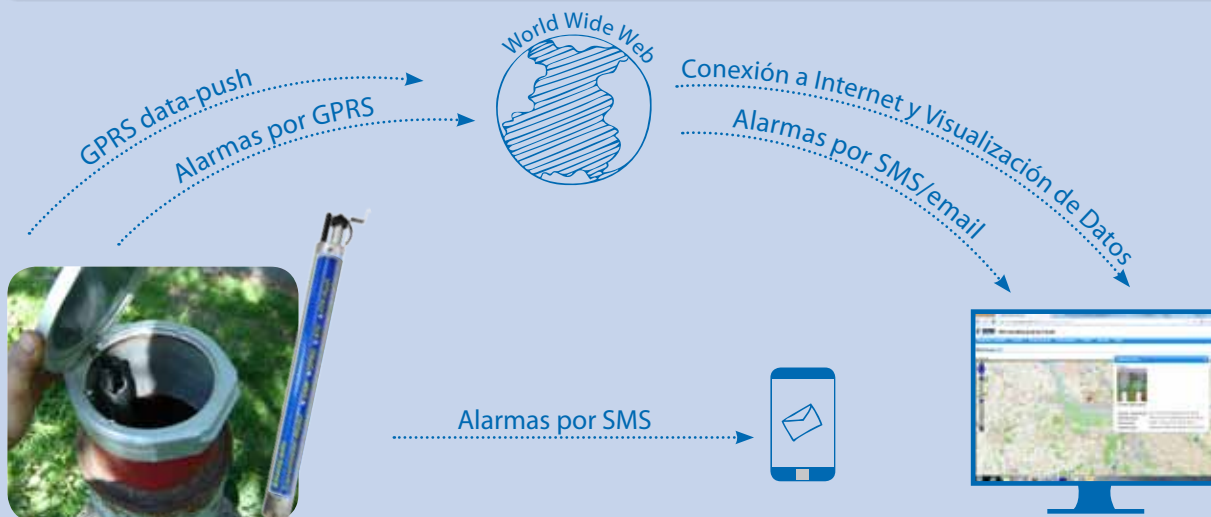 World Wide Web
GPRS data-push
Alarmas por GPRS
Conexión a Internet y Visualización de Datos
Alarmas por SMS/email
Alarmas por SMS